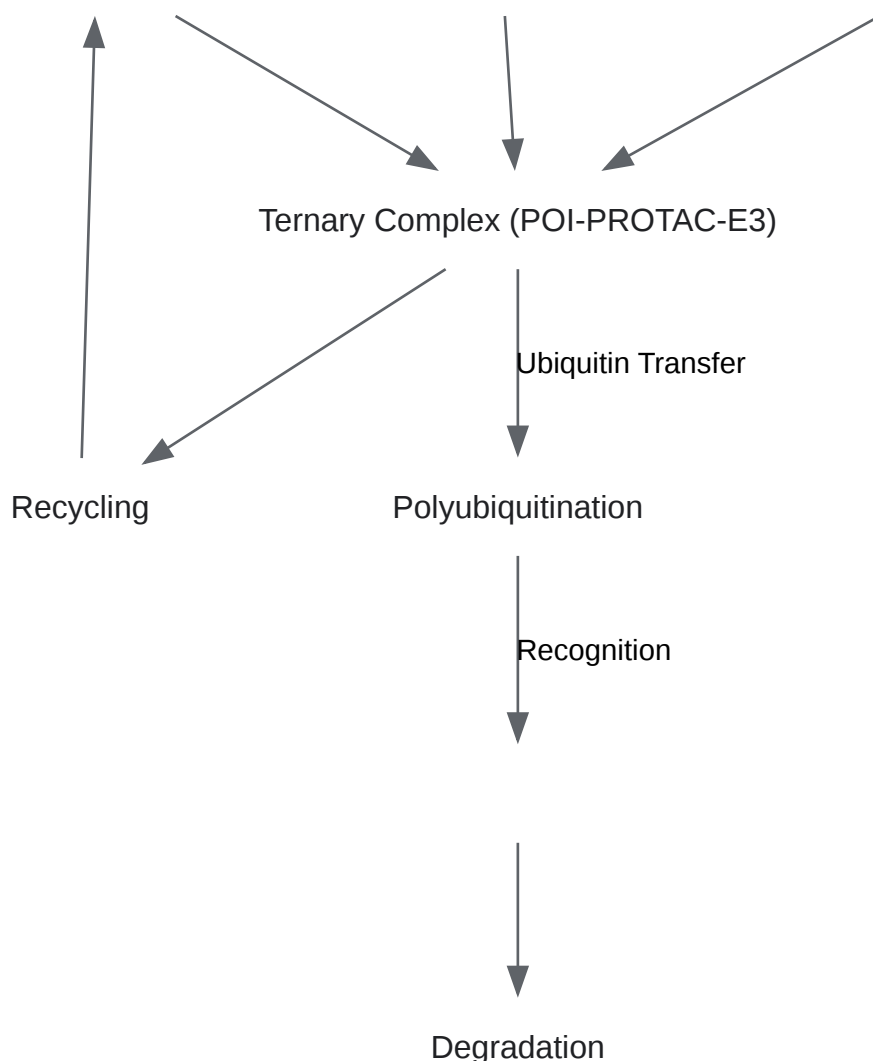 Ternary Complex (POI-PROTAC-E3)
Ubiquitin Transfer
Recycling
Polyubiquitination
Recognition
Degradation